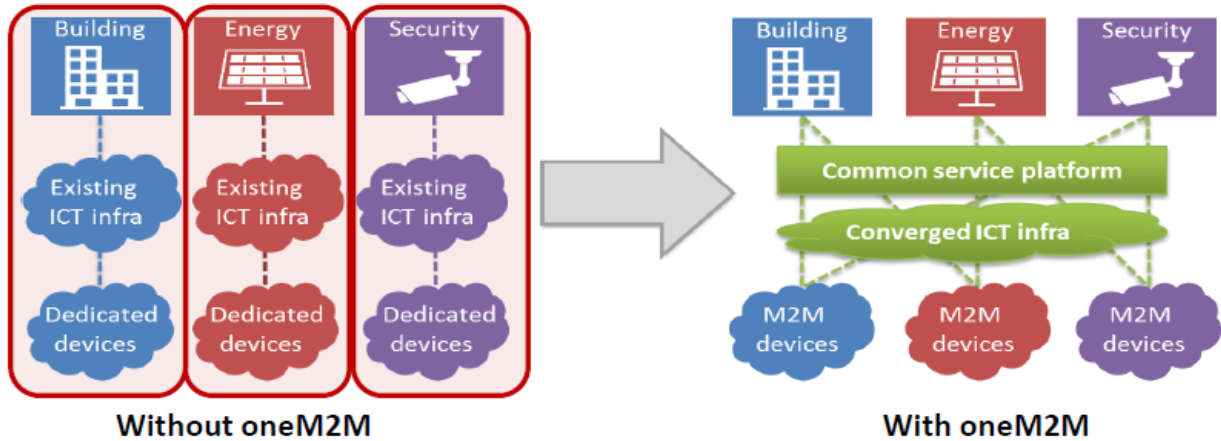 Building
Energy
Security
Existing
ICT infra
Existing
ICT infra
Existing
ICT infra
Dedicated
devices
Dedicated
devices
Dedicated
devices
Without oneM2M
Building
Energy
Security
Common service platform
Converged ICT infra
M2M
devices
M2M
devices
M2M
devices
With oneM2M